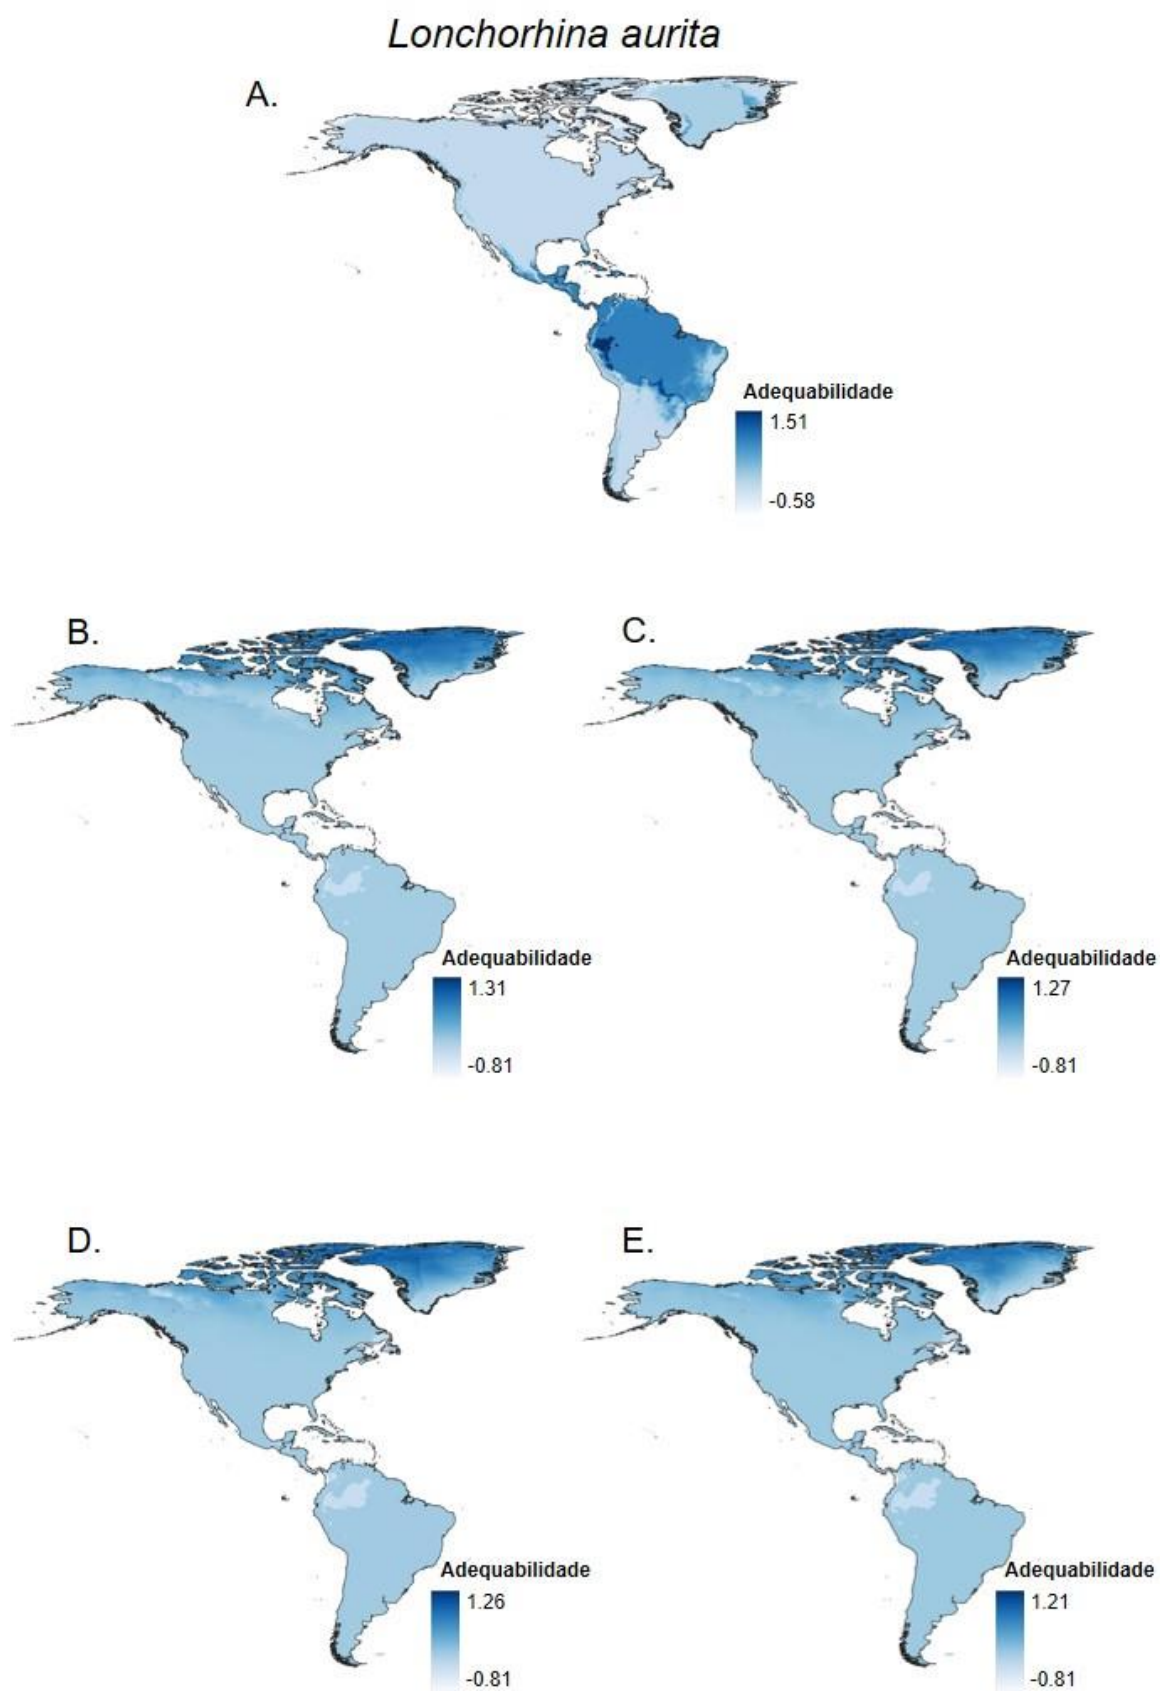 Lonchorhina aurita
A.
Adequabilidade
1.51
-0.58
B.
C.
Adequabilidade
1.31
-0.81
Adequabilidade
1.27
-0.81
D.
E.
Adequabilidade
1.26
-0.81
Adequabilidade
1.21
-0.81